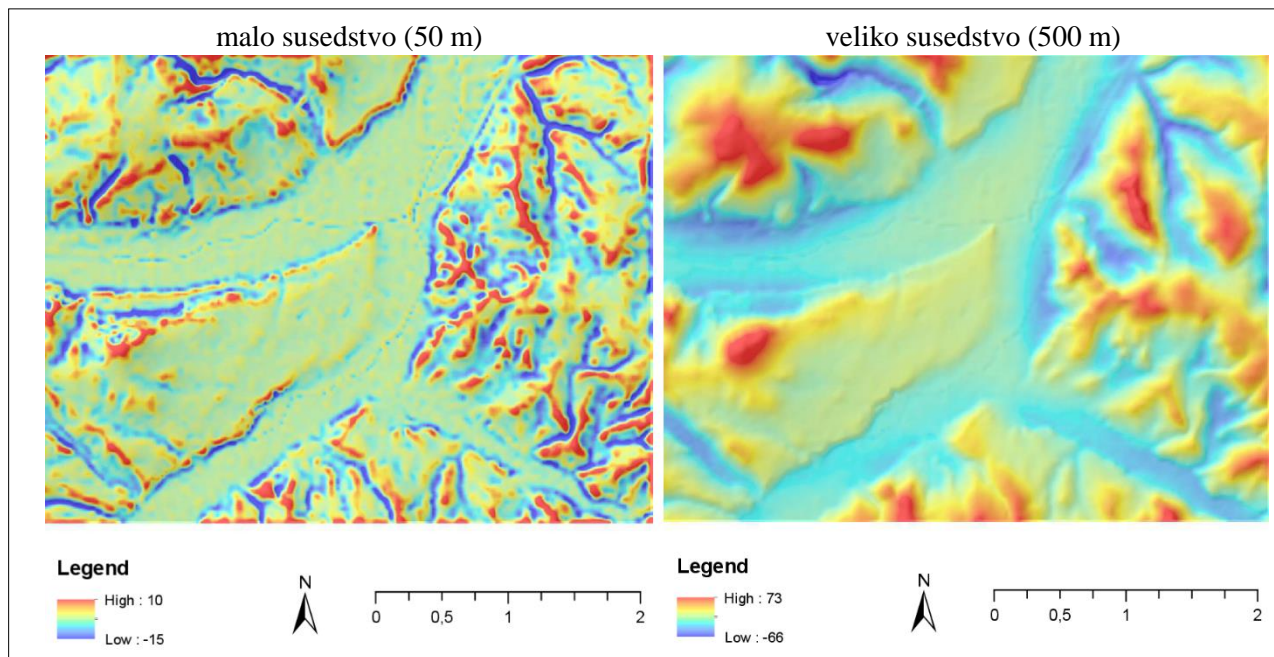 malo susedstvo (50 m)
veliko susedstvo (500 m)
Legend
High : 10
Low : -15
N
0 0,5 1 2
Legend
High : 73
Low : -66
N
0 0,5 1 2